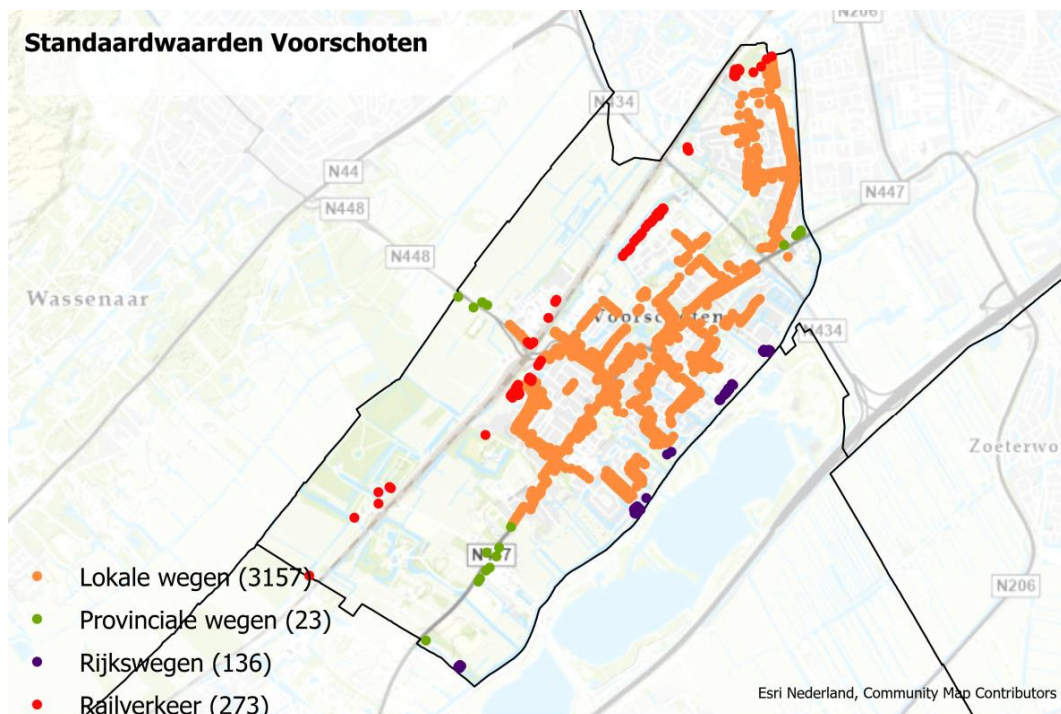 Standaardwaarden Voorschoten
N206
N434
N44
N448
N447
N448
Wassenaar
Voorschoten
N434
Zoeterwo
N447
N206
Lokale wegen (3157)
Provinciale wegen (23)
Rijkswegen (136)
Railverkeer (273)
Esri Nederland, Community Map Contributors